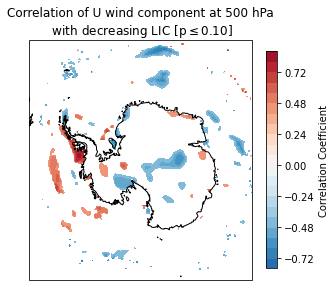 Correlation of U wind component at 500 hPa
with decreasing LIC [p ≤ 0.10]
0.72
0.48
0.24
0.00
−0.24
−0.48
−0.72
Correlation Coefficient